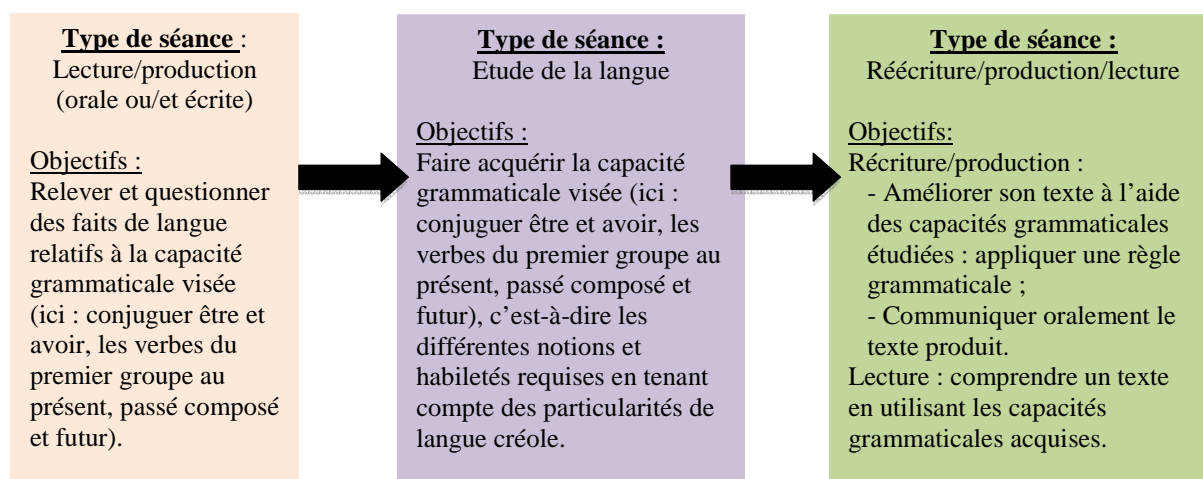 Type de séance :
Lecture/production
(orale ou/et écrite)
Objectifs :
Relever et questionner
des faits de langue
relatifs à la capacité
grammaticale visée
(ici : conjuguer être et
avoir, les verbes du
premier groupe au
présent, passé composé
et futur).
Type de séance :
Etude de la langue
Objectifs :
Faire acquérir la capacité
grammaticale visée (ici :
conjuguer être et avoir, les
verbes du premier groupe au
présent, passé composé et
futur), c’est-à-dire les
différentes notions et
habiletés requises en tenant
compte des particularités de
langue créole.
Type de séance :
Réécriture/production/lecture
Objectifs:
Récriture/production :
- Améliorer son texte à l’aide
des capacités grammaticales
étudiées : appliquer une règle
grammaticale ;
- Communiquer oralement le
texte produit.
Lecture : comprendre un texte
en utilisant les capacités
grammaticales acquises.